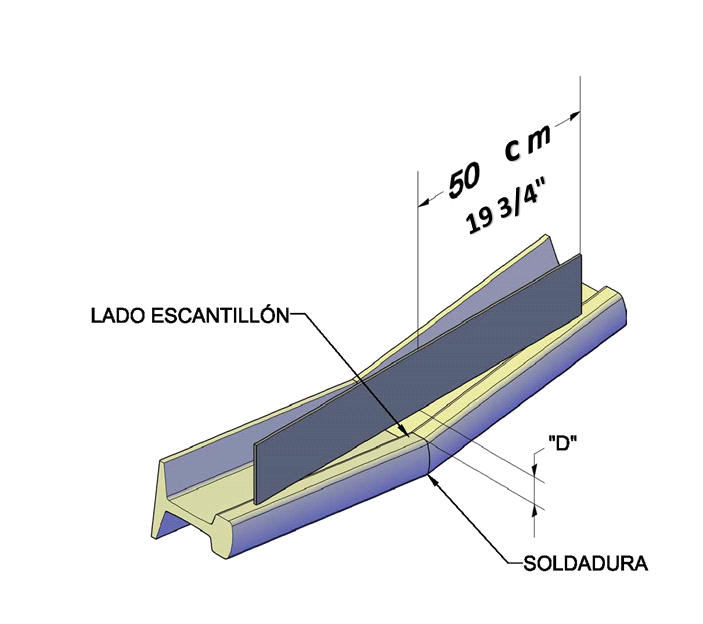 50 cm
19 3/4"
LADO ESCANTILLÓN
"D"
SOLDADURA